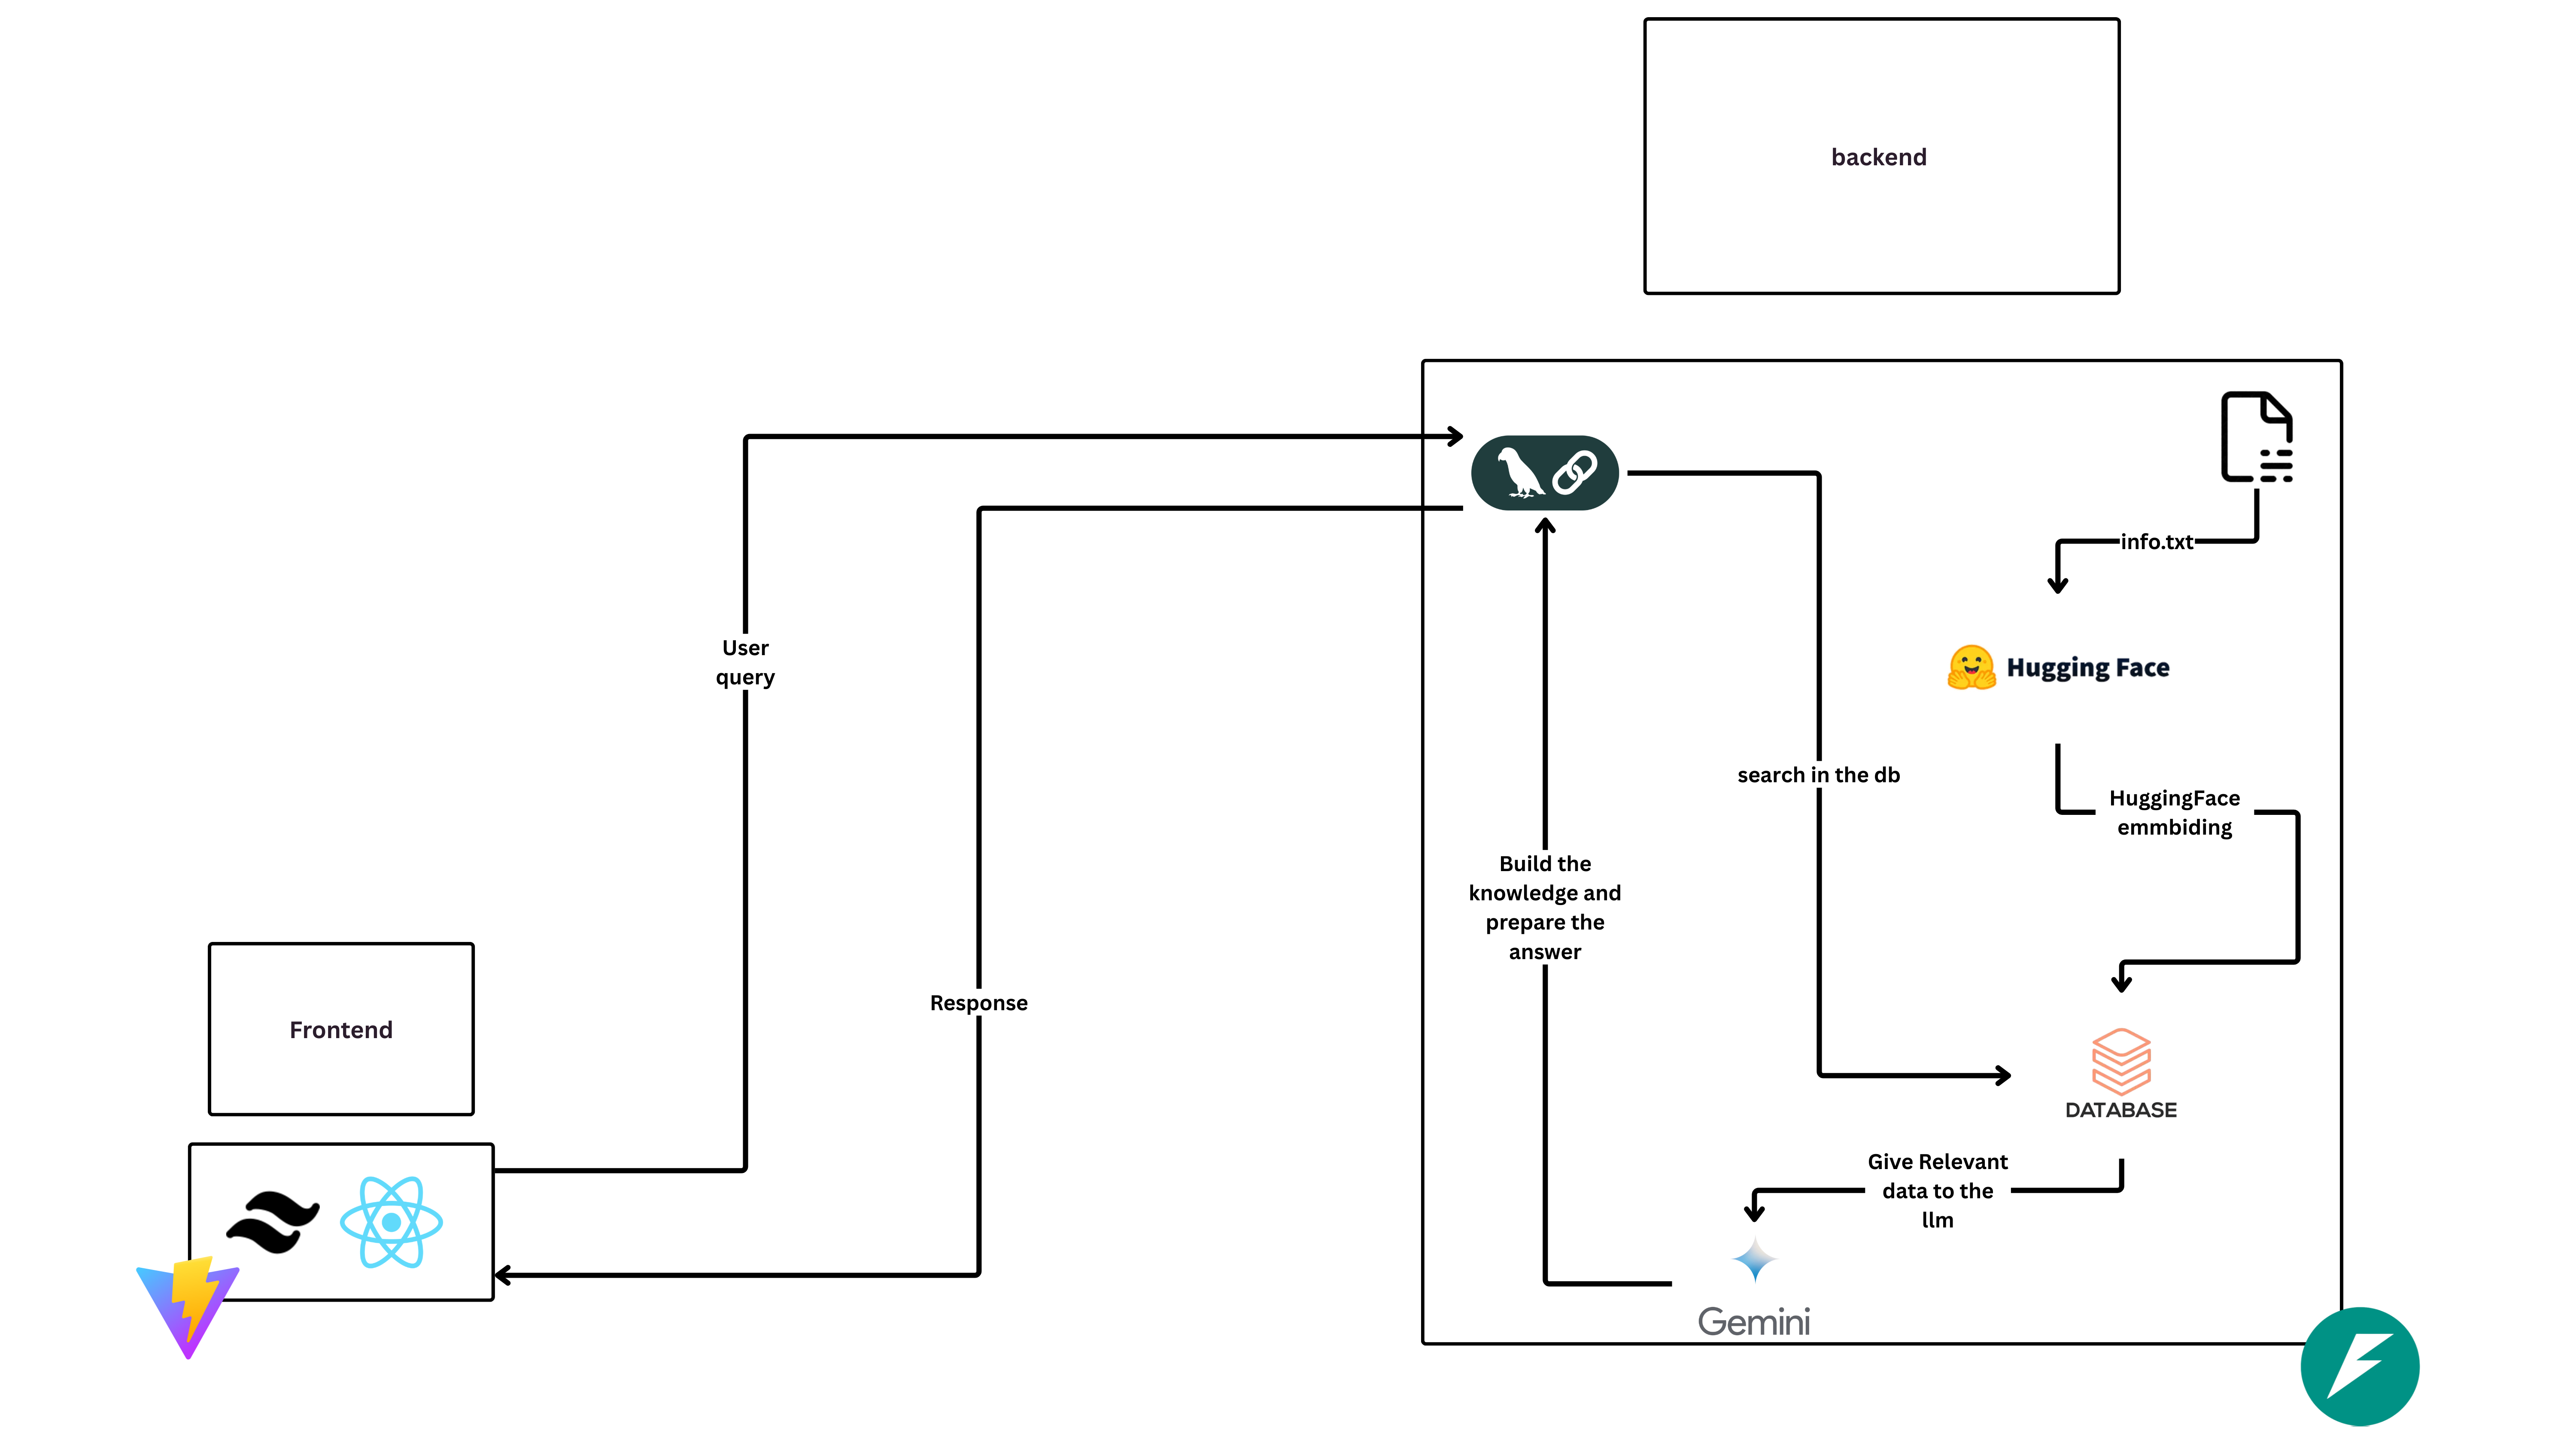 backend
info.txt
Hugging Face
User
query
search in the db
HuggingFace
emmbiding
Build the
knowledge and
prepare the
answer
Response
Frontend
DATABASE
Give Relevant
data to the
llm
Gemini